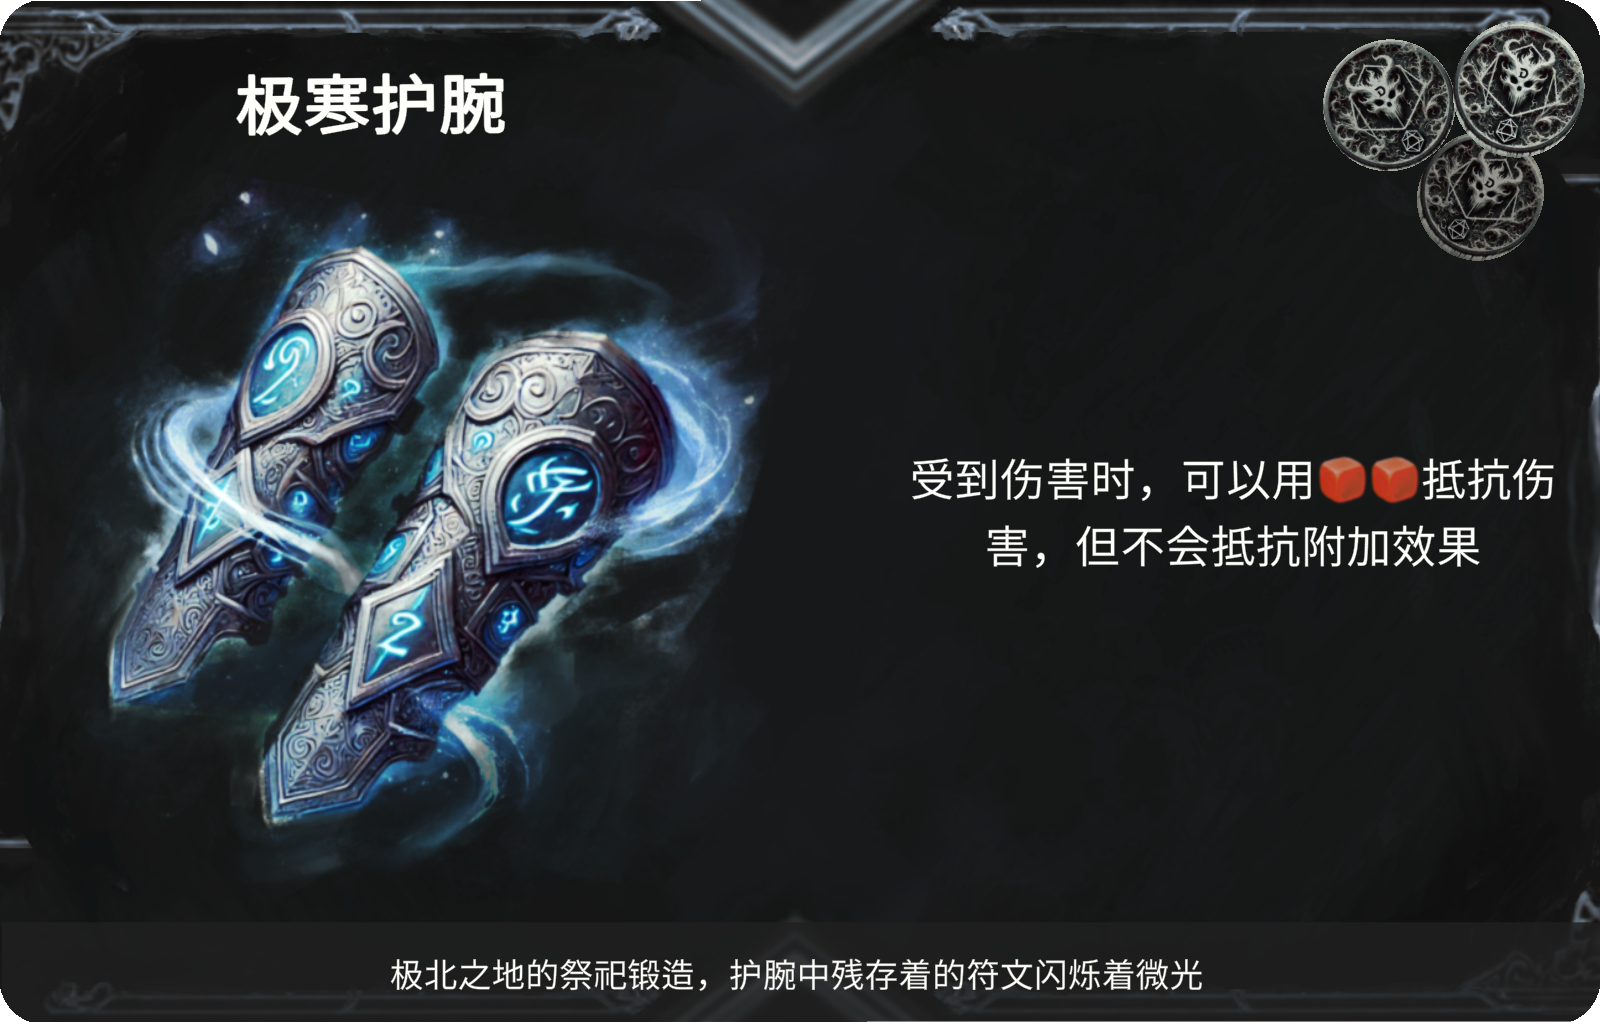 极寒护腕
受到伤害时，可以用抵抗伤
害，但不会抵抗附加效果
极北之地的祭祀锻造，护腕中残存着的符文闪烁着微光